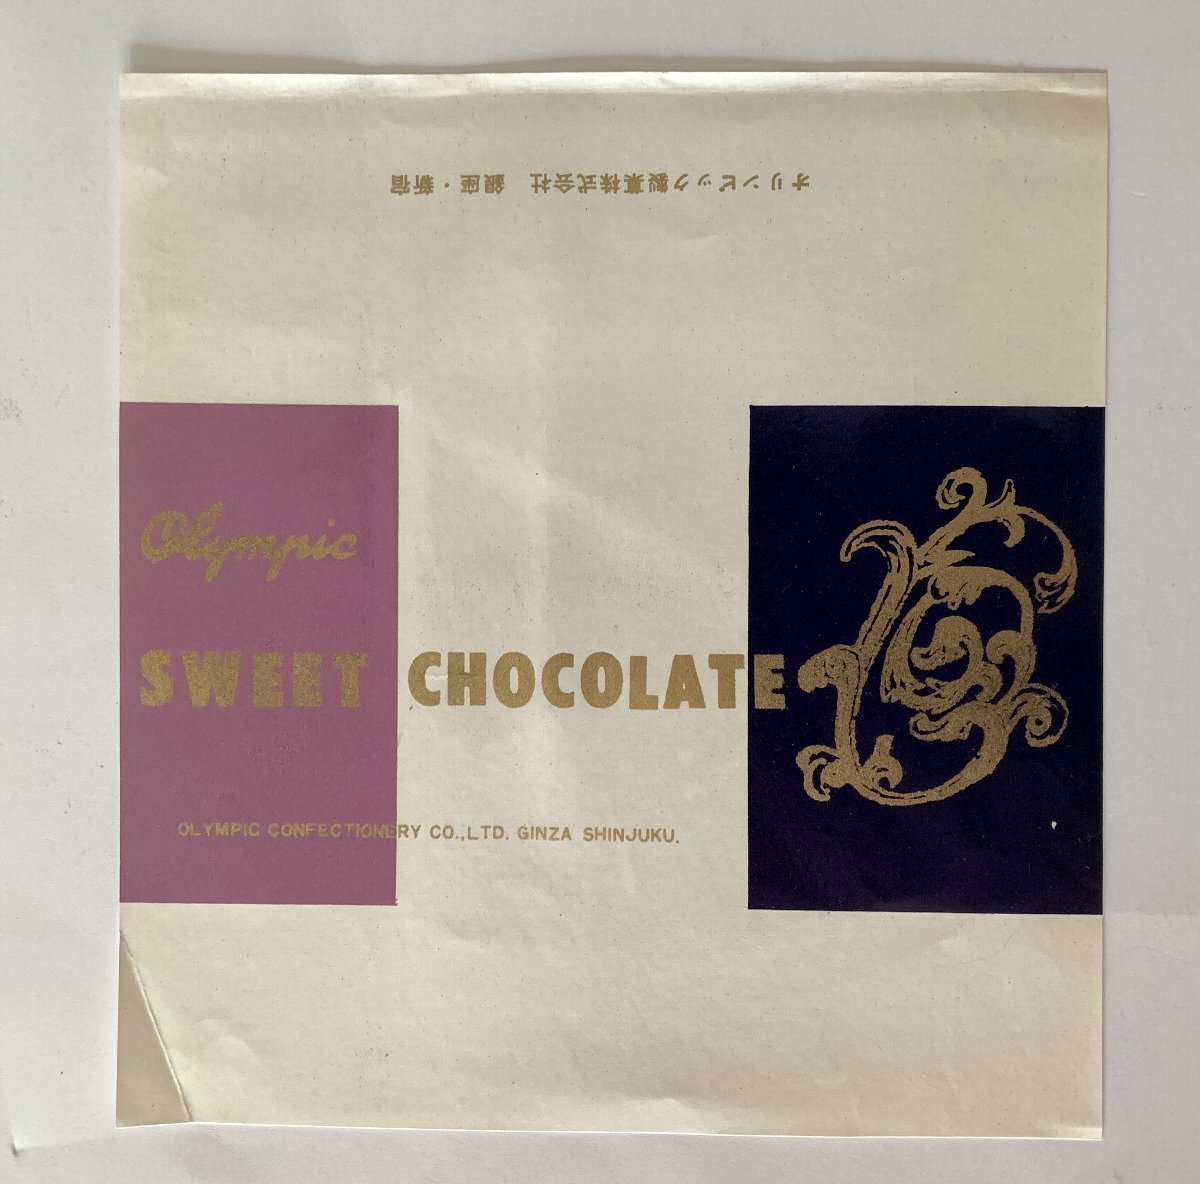 オリンピック製菓株式会社　銀座・新宿
Olympic
SWEET CHOCOLATE
OLYMPIC CONFECTIONERY CO.,LTD. GINZA SHINJUKU.